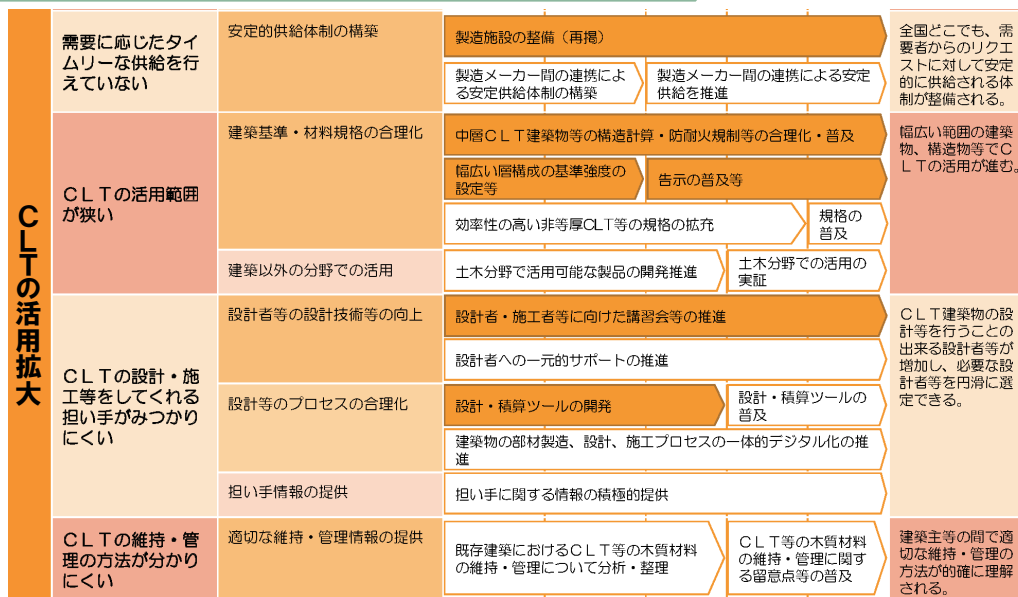 CLTの活用拡大
需要に応じたタイ
ムリーな供給を行
えていない
安定的供給体制の構築
製造施設の整備（再掲）
製造メーカー間の連携によ
る安定供給体制の構築
製造メーカー間の連携による安定
供給を推進
全国どこでも、需
要者からのリクエ
ストに対して安定
的に供給される体
制が整備される。
ＣＬＴの活用範囲
が狭い
建築基準・材料規格の合理化
中層ＣＬＴ建築物等の構造計算・防耐火規制等の合理化・普及
幅広い層構成の基準強度の
設定等
告示の普及等
効率性の高い非等厚CLT等の規格の拡充
規格の
普及
建築以外の分野での活用
土木分野で活用可能な製品の開発推進
土木分野での活用の
実証
幅広い範囲の建築
物、構造物等でＣ
ＬＴの活用が進む。
ＣＬＴの設計・施
工等をしてくれる
担い手がみつかり
にくい
設計者等の設計技術等の向上
設計者・施工者等に向けた講習会等の推進
設計者への一元的サポートの推進
設計等のプロセスの合理化
設計・積算ツールの開発
設計・積算ツールの
普及
建築物の部材製造、設計、施工プロセスの一体的デジタル化の推
進
担い手情報の提供
担い手に関する情報の積極的提供
ＣＬＴ建築物の設
計等を行うことの
出来る設計者等が
増加し、必要な設
計者等を円滑に選
定できる。
ＣＬＴの維持・管
理の方法が分かり
にくい
適切な維持・管理情報の提供
既存建築におけるＣＬＴ等の木質材料
の維持・管理について分析・整理
ＣＬＴ等の木質材料
の維持・管理に関す
る留意点等の普及
建築主等の間で適
切な維持・管理の
方法が的確に理解
される。